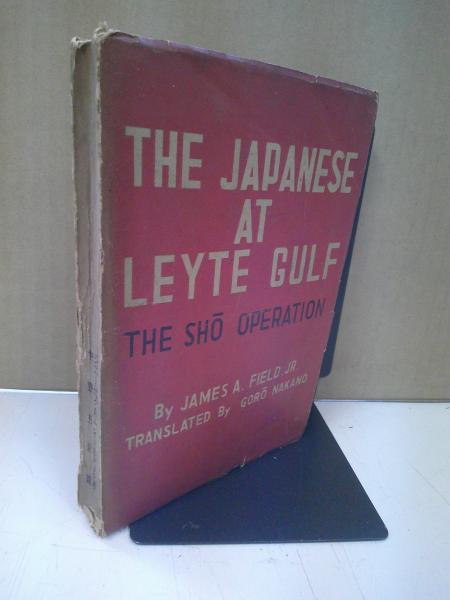 THE JAPANESE
AT
LEYTE GULF
THE SHŌ OPERATION
By JAMES A. FIELD, JR
TRANSLATED By GORŌ NAKANO